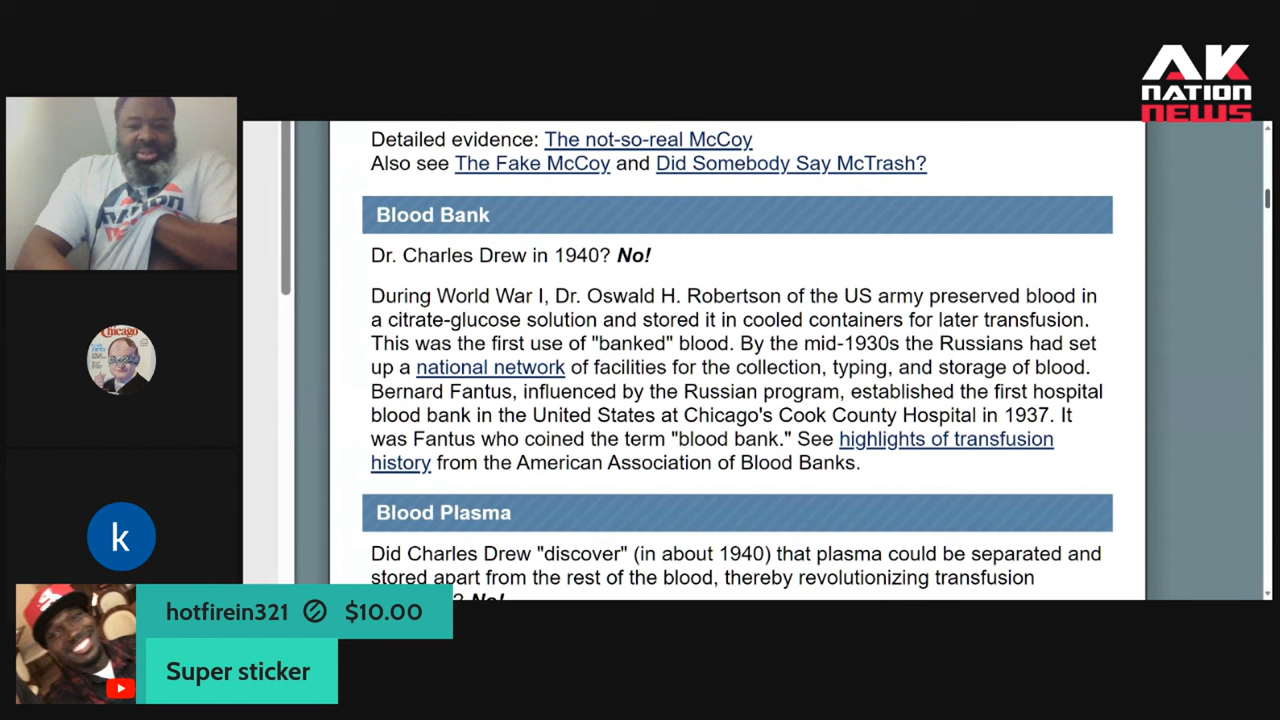 AK
NATION
NEWS
Detailed evidence: The not-so-real McCoy
Also see The Fake McCoy and Did Somebody Say McTrash?
Blood Bank
Dr. Charles Drew in 1940? No!
During World War I, Dr. Oswald H. Robertson of the US army preserved blood in
a citrate-glucose solution and stored it in cooled containers for later transfusion.
This was the first use of "banked" blood. By the mid-1930s the Russians had set
up a national network of facilities for the collection, typing, and storage of blood.
Bernard Fantus, influenced by the Russian program, established the first hospital
blood bank in the United States at Chicago's Cook County Hospital in 1937. It
was Fantus who coined the term "blood bank." See highlights of transfusion
history from the American Association of Blood Banks.
Blood Plasma
Did Charles Drew "discover" (in about 1940) that plasma could be separated and
stored apart from the rest of the blood, thereby revolutionizing transfusion
? No!
Chicago
k
hotfirein321 $10.00
Super sticker